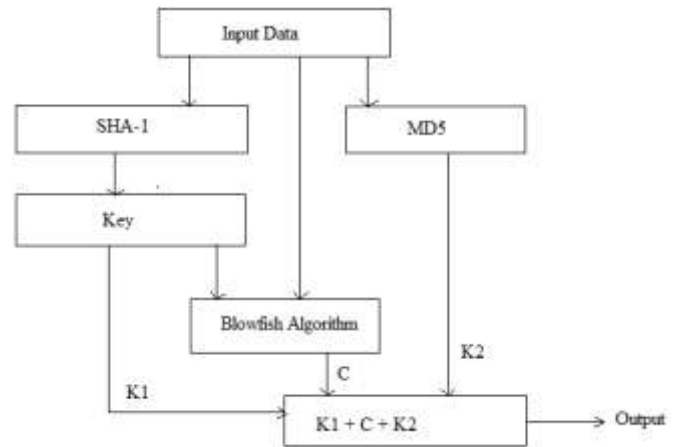 Input Data
SHA-1
MD5
Key
Blowfish Algorithm
K2
C
K1
K1 + C + K2
Output